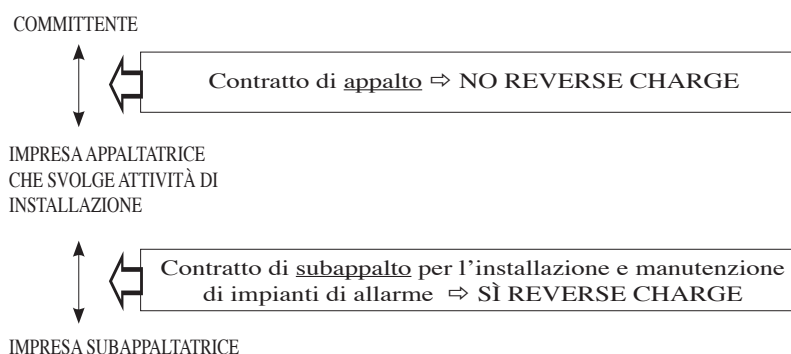 COMMITTENTE
Contratto di appalto ⇨ NO REVERSE CHARGE
IMPRESA APPALTATRICE
CHE SVOLGE ATTIVITÀ DI
INSTALLAZIONE
Contratto di subappalto per l'installazione e manutenzione
di impianti di allarme ⇨ SÌ REVERSE CHARGE
IMPRESA SUBAPPALTATRICE